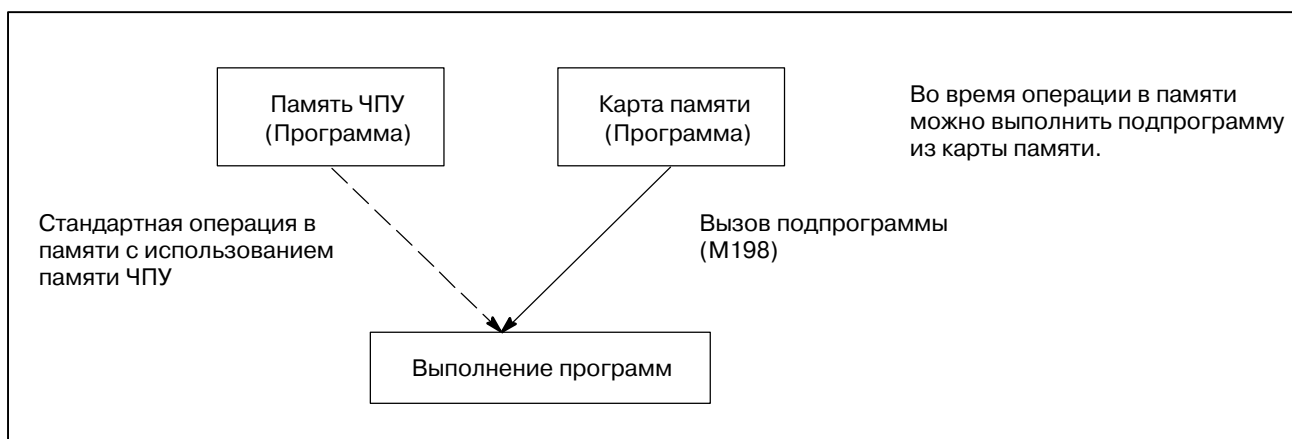 Память ЧПУ
(Программа)
Карта памяти
(Программа)
Во время операции в памяти
можно выполнить подпрограмму
из карты памяти.
Стандартная операция в
памяти с использованием
памяти ЧПУ
Вызов подпрограммы
(M198)
Выполнение программ